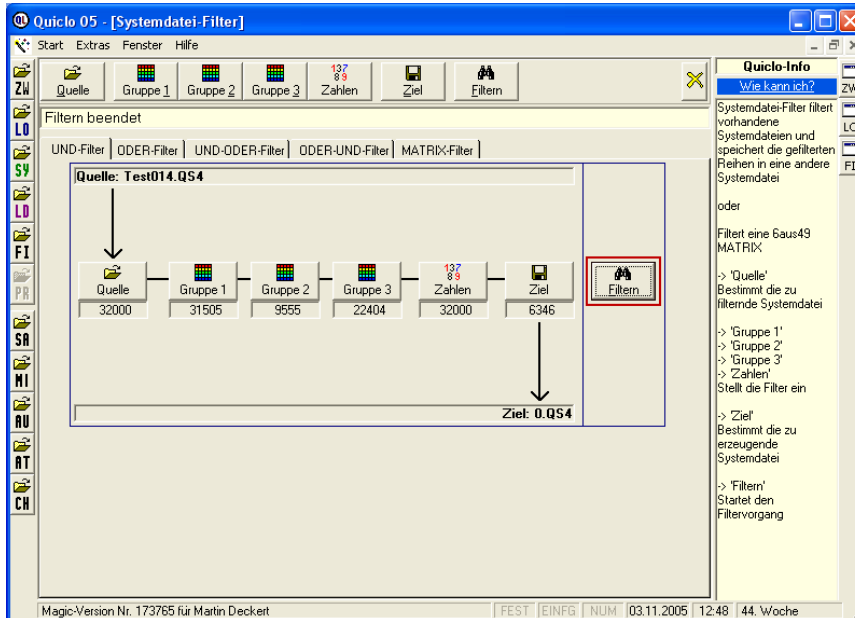 Quiclo 05 - [Systemdatei-Filter]
Start Extras Fenster Hilfe
ZW
LO
SY
LD
FI
PR
SA
MI
AU
AT
CH
Quelle
Gruppe 1
Gruppe 2
Gruppe 3
137
89
Zahlen
Ziel
Filtern
Filtern beendet
UND-Filter
ODER-Filter
UND-ODER-Filter
ODER-UND-Filter
MATRIX-Filter
Quelle: Test014.QS4
Quelle
Gruppe 1
Gruppe 2
Gruppe 3
137
89
Zahlen
Ziel
Filtern
32000
31505
9555
22404
32000
6346
Ziel: 0.QS4
Quiclo-Info
Wie kann ich?
Systemdatei-Filter filtert
vorhandene
Systemdateien und
speichert die gefilterten
Reihen in eine andere
Systemdatei
oder
Filtert eine 6aus49
MATRIX
-> 'Quelle'
Bestimmt die zu
filternde Systemdatei
-> 'Gruppe 1'
-> 'Gruppe 2'
-> 'Gruppe 3'
-> 'Zahlen'
Stellt die Filter ein
-> 'Ziel'
Bestimmt die zu
erzeugende
Systemdatei
-> 'Filtern'
Startet den
Filtervorgang
Magic-Version Nr. 173765 für Martin Deckert
FEST EINFG NUM 03.11.2005 12:48 44. Woche